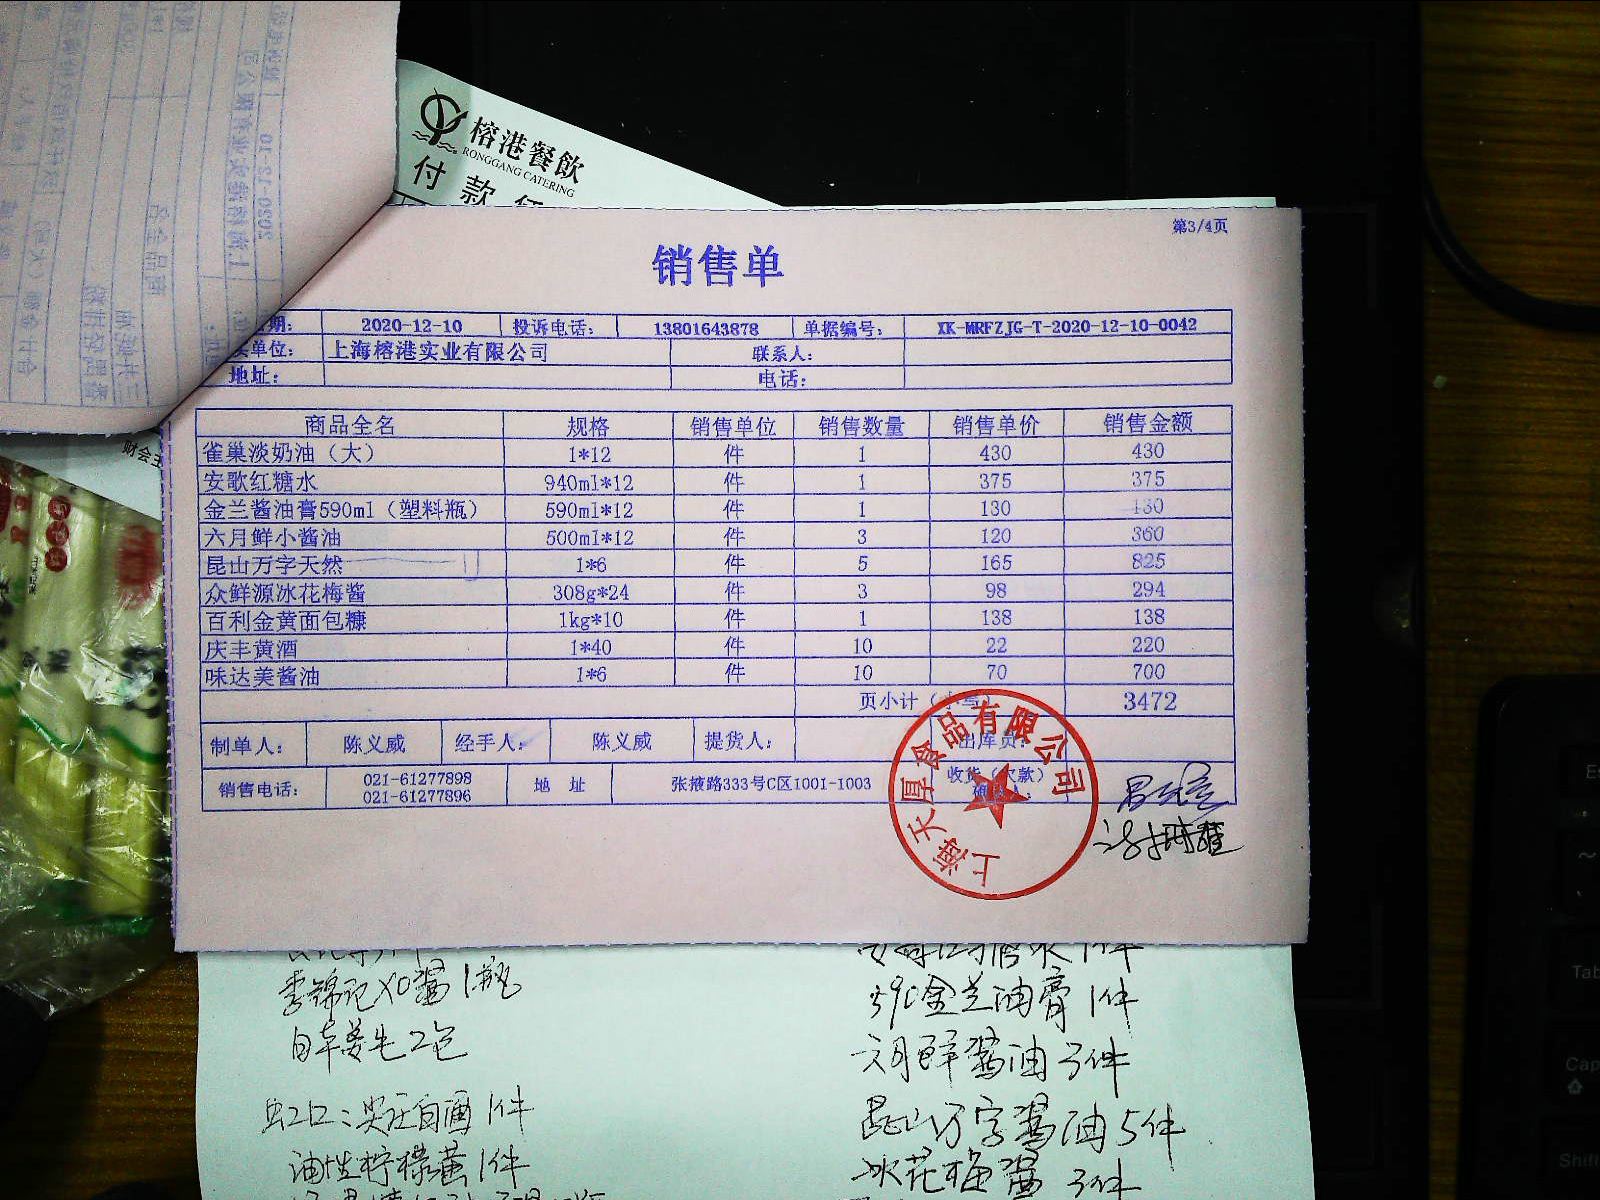 榕港餐飲
RONGGANG CATERING
付款
第3/4页
销售单
期: 2020-12-10 投诉电话: 13801643878 单据编号: XK-MRFZJG-T-2020-12-10-0042
单位: 上海榕港实业有限公司 联系人:
地址: 电话:
商品全名 规格 销售单位 销售数量 销售单价 销售金额
雀巢淡奶油（大） 1*12 件 1 430 430
安歌红糖水 940ml*12 件 1 375 375
金兰酱油膏590ml（塑料瓶） 590ml*12 件 1 130 130
六月鲜小酱油 500ml*12 件 3 120 360
昆山万字天然 1*6 件 5 165 825
众鲜源冰花梅酱 308g*24 件 3 98 294
百利金黄面包糠 1kg*10 件 1 138 138
庆丰黄酒 1*40 件 10 22 220
味达美酱油 1*6 件 10 70 700
页小计 3472
制单人: 陈义威 经手人: 陈义威 提货人: 出库员:
销售电话: 021-61277898 021-61277896 地 址 张掖路333号C区1001-1003 收货（欠款）
上海天厚食品有限公司
财会主
李锦记XO酱1瓶
590金兰油膏1件
六月鲜酱油3件
昆山万字酱油5件
油性柠檬黄1件
冰花梅酱3件